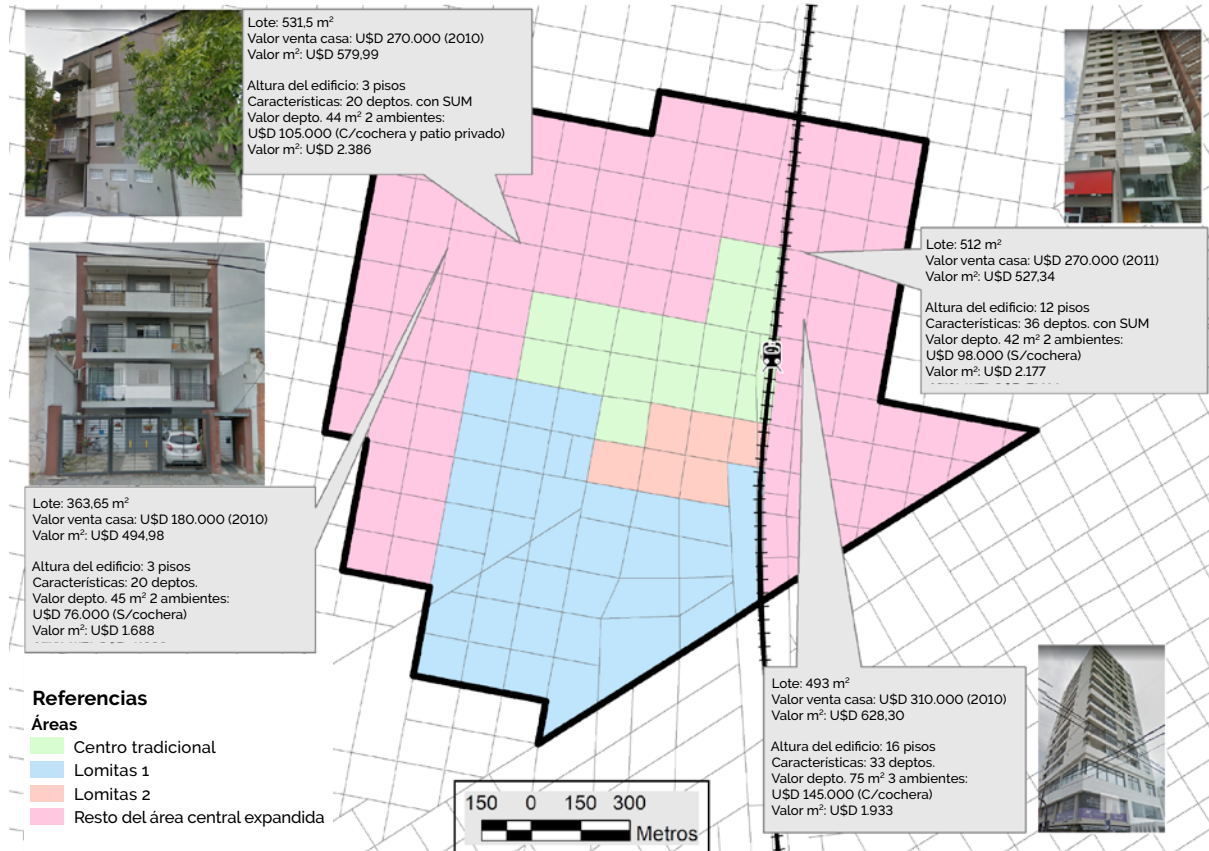 Lote: 531,5 m²
Valor venta casa: U$D 270.000 (2010)
Valor m²: U$D 579,99
Altura del edificio: 3 pisos
Características: 20 deptos. con SUM
Valor depto. 44 m² 2 ambientes:
U$D 105.000 (C/cochera y patio privado)
Valor m²: U$D 2.386
Lote: 512 m²
Valor venta casa: U$D 270.000 (2011)
Valor m²: U$D 527,34
Altura del edificio: 12 pisos
Características: 36 deptos. con SUM
Valor depto. 42 m² 2 ambientes:
U$D 98.000 (S/cochera)
Valor m²: U$D 2.177
Lote: 363,65 m²
Valor venta casa: U$D 180.000 (2010)
Valor m²: U$D 494,98
Altura del edificio: 3 pisos
Características: 20 deptos.
Valor depto. 45 m² 2 ambientes:
U$D 76.000 (S/cochera)
Valor m²: U$D 1.688
Lote: 493 m²
Valor venta casa: U$D 310.000 (2010)
Valor m²: U$D 628,30
Altura del edificio: 16 pisos
Características: 33 deptos.
Valor depto. 75 m² 3 ambientes:
U$D 145.000 (C/cochera)
Valor m²: U$D 1.933
Referencias
Áreas
Centro tradicional
Lomitas 1
Lomitas 2
Resto del área central expandida
150 0 150 300
Metros